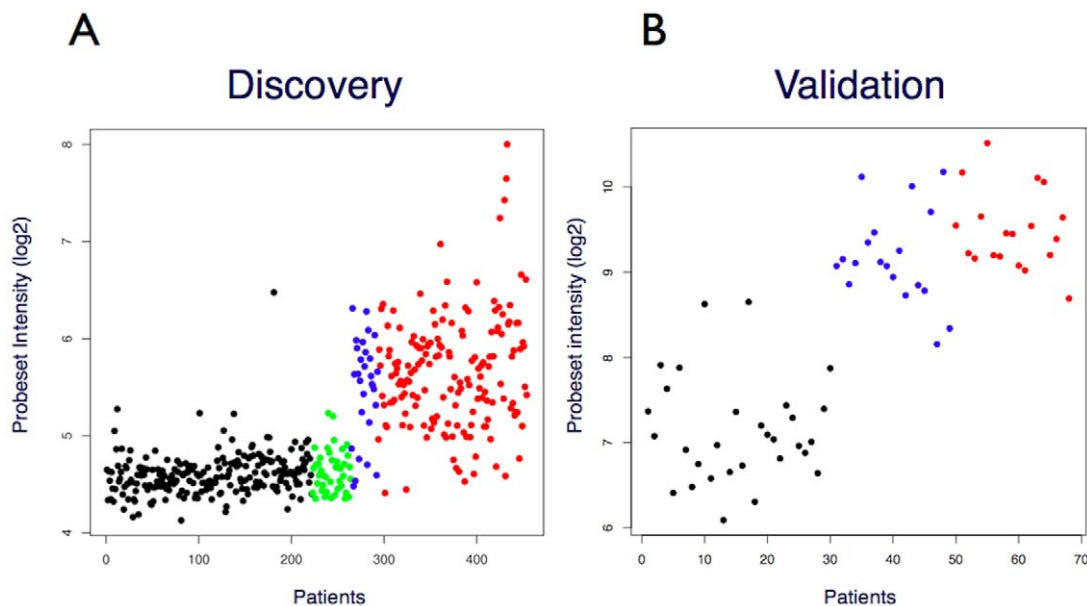 A
Discovery
Probeset Intensity (log2)
8
7
6
5
4
0 100 200 300 400
Patients
B
Validation
Probeset intensity (log2)
10
9
8
7
6
0 10 20 30 40 50 60 70
Patients